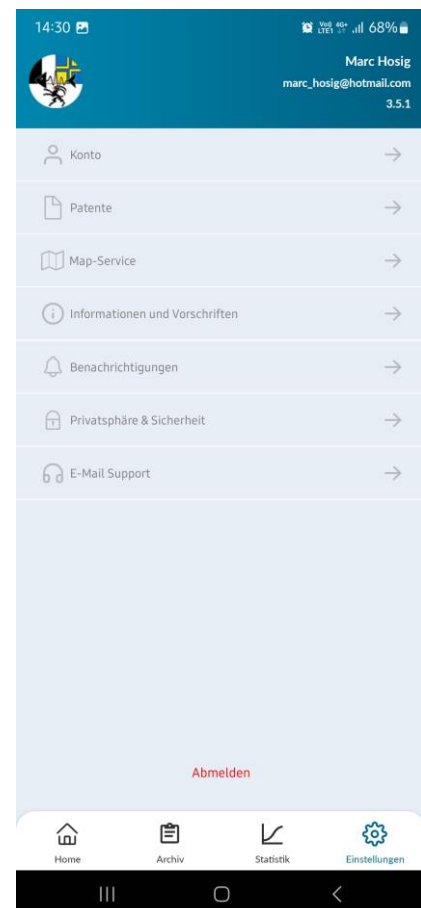 14:30
68%
Marc Hosig
marc_hosig@hotmail.com
3.5.1
Konto
Patente
Map-Service
Informationen und Vorschriften
Benachrichtigungen
Privatsphäre & Sicherheit
E-Mail Support
Abmelden
Home
Archiv
Statistik
Einstellungen